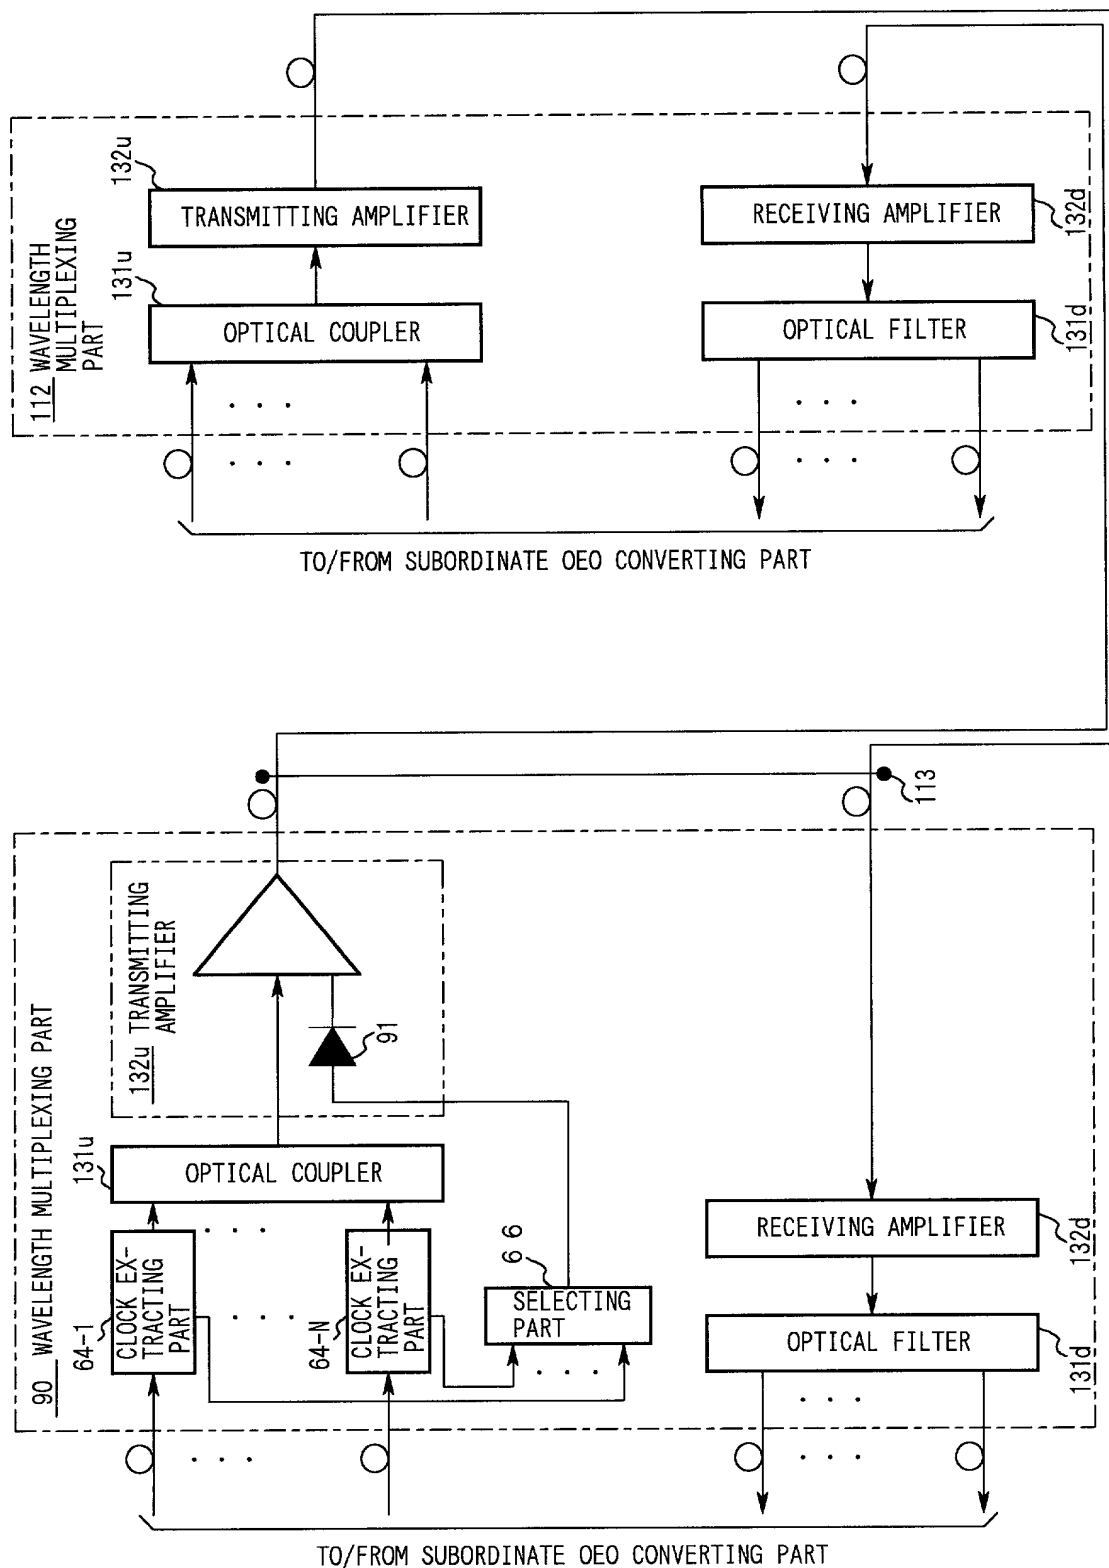 112 WAVELENGTH
MULTIPLEXING
PART
132u
TRANSMITTING AMPLIFIER
131u
OPTICAL COUPLER
RECEIVING AMPLIFIER
132d
OPTICAL FILTER
131d
TO/FROM SUBORDINATE OEO CONVERTING PART
113
90 WAVELENGTH MULTIPLEXING PART
132u TRANSMITTING
AMPLIFIER
91
131u
OPTICAL COUPLER
64-1
CLOCK EX-
TRACTING
PART
64-N
CLOCK EX-
TRACTING
PART
66
SELECTING
PART
RECEIVING AMPLIFIER
132d
OPTICAL FILTER
131d
TO/FROM SUBORDINATE OEO CONVERTING PART